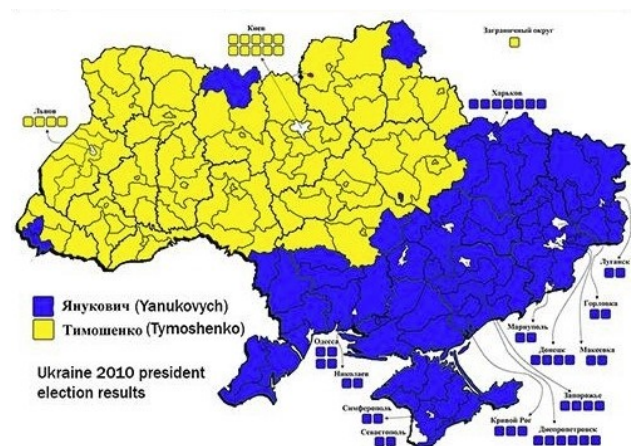 Киев
Заграничный округ
Львов
Харьков
Луганск
Горловка
Мариуполь
Донецк
Макеевка
Одесса
Николаев
Запорожье
Симферополь
Кривой Рог
Севастополь
Днепропетровск
Янукович (Yanukovych)
Тимошенко (Tymoshenko)
Ukraine 2010 president
election results